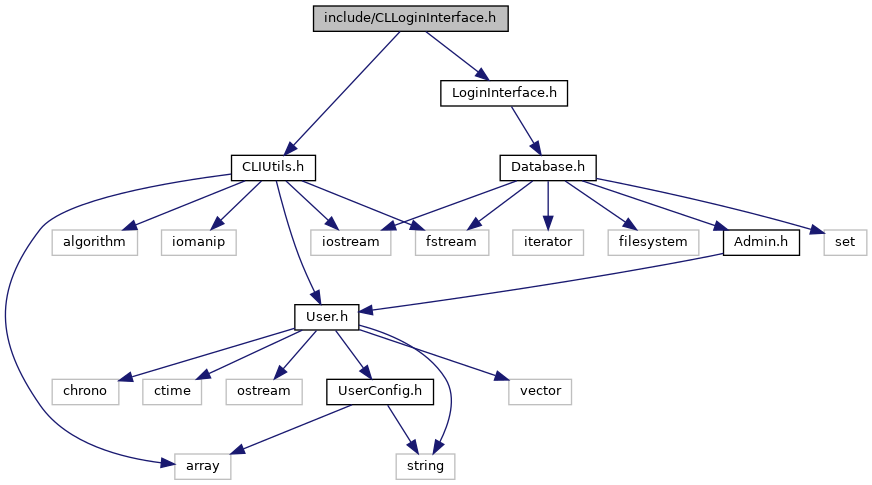 include/CLLoginInterface.h
LoginInterface.h
CLIUtils.h
Database.h
algorithm
iomanip
iostream
fstream
iterator
filesystem
Admin.h
set
User.h
chrono
ctime
ostream
UserConfig.h
vector
array
string